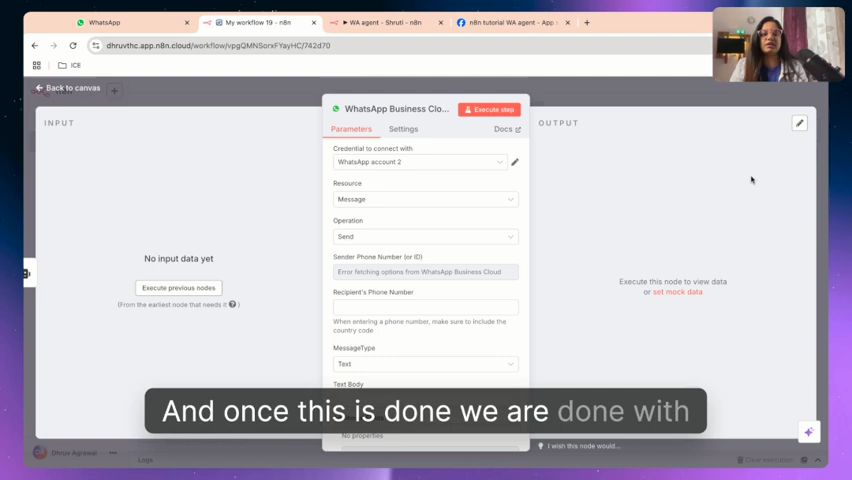 WhatsApp
My workflow 19 - n8n
WA agent - Shruti - n8n
n8n tutorial WA agent - App s
dhruvthc.app.n8n.cloud/workflow/vpgQMNSorxFYayHC/742d70
ICE
Back to canvas
INPUT
WhatsApp Business Clo...
Execute step
OUTPUT
Parameters
Settings
Docs
Credential to connect with
WhatsApp account 2
Resource
Message
Operation
Send
Sender Phone Number (or ID)
Error fetching options from WhatsApp Business Cloud
Recipient's Phone Number
When entering a phone number, make sure to include the
country code
MessageType
Text
Text Body
No input data yet
Execute previous nodes
(From the earliest node that needs it ?)
Execute this node to view data
or set mock data
And once this is done we are done with
No properties
I wish this node would...
Dhruv Agrawal
Logs
Clear execution